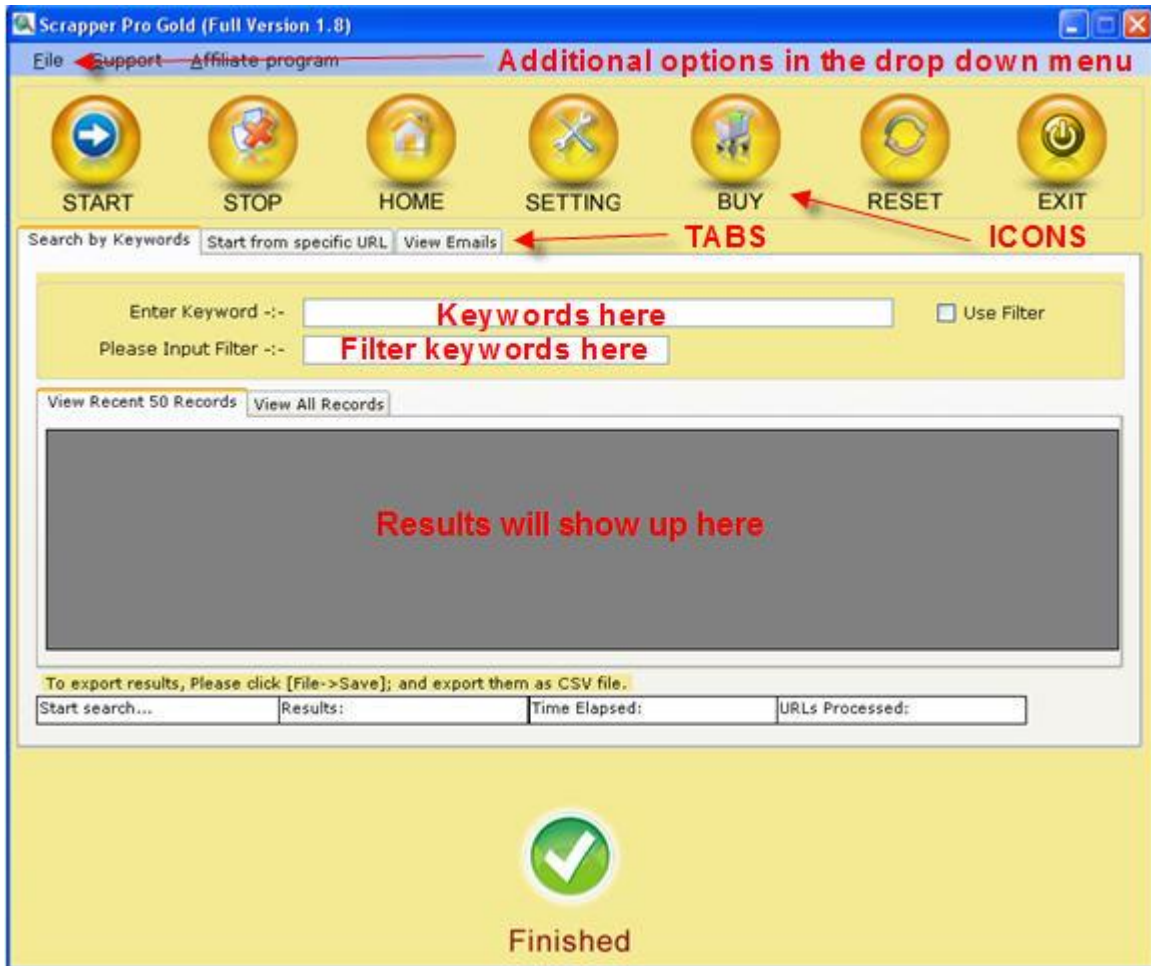 Scrapper Pro Gold (Full Version 1.8)
File Support Affiliate program Additional options in the drop down menu
START STOP HOME SETTING BUY RESET EXIT
Search by Keywords Start from specific URL View Emails TABS ICONS
Enter Keyword -:- Keywords here Use Filter
Please Input Filter -:- Filter keywords here
View Recent 50 Records View All Records
Results will show up here
To export results, Please click [File->Save]; and export them as CSV file.
Start search... Results: Time Elapsed: URLs Processed:
Finished